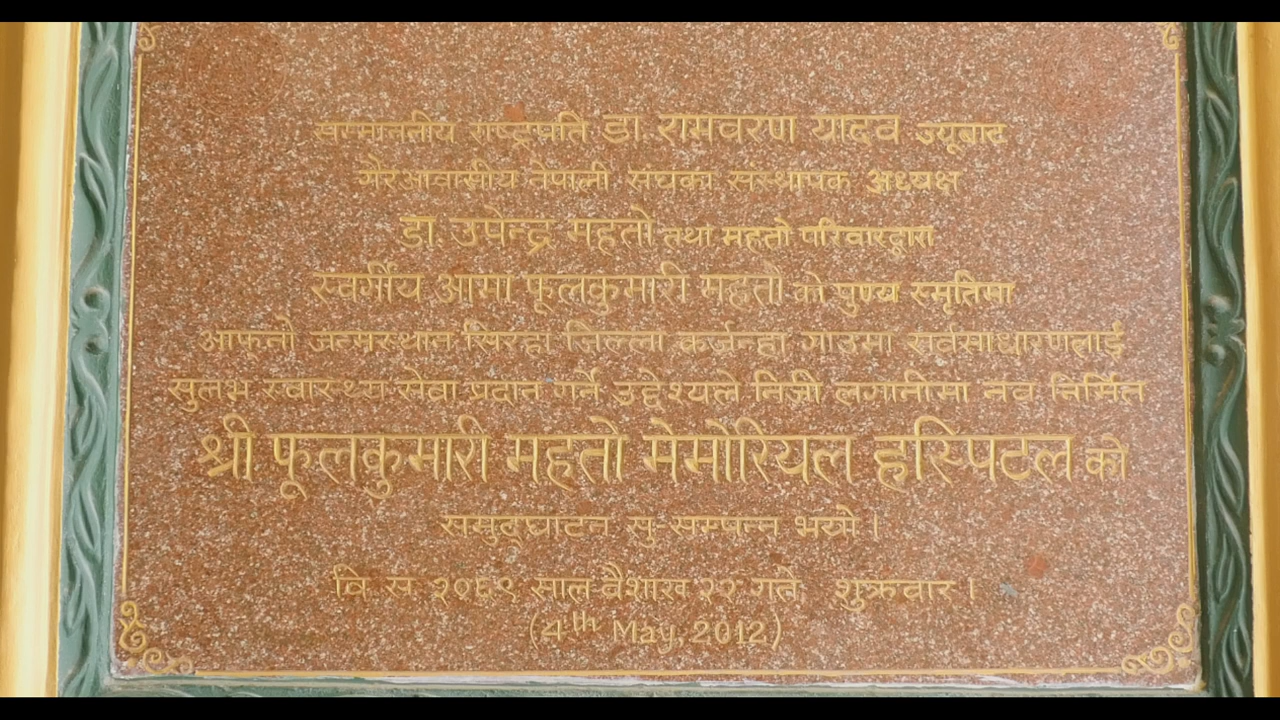 सम्माननीय राष्ट्रपति डा. रामवरण यादव ज्यूबाट
गैरआवासीय नेपाली संघका संस्थापक अध्यक्ष
डा. उपेन्द्र महतो तथा महतो परिवारद्वारा
स्वर्गीय आमा फूलकुमारी महतो को पुण्य स्मृतिमा
आफ्नो जन्मस्थान सिरहा जिल्ला कर्जन्हा गाउँमा सर्वसाधारणलाई
सुलभ स्वास्थ्य सेवा प्रदान गर्ने उद्देश्यले निजी लगानीमा नव निर्मित
श्री फूलकुमारी महतो मेमोरियल हस्पिटल को
समुद्घाटन सु-सम्पन्न भयो ।
वि. सं. २०६९ साल वैशाख २२ गते, शुक्रवार ।
(4th May, 2012)